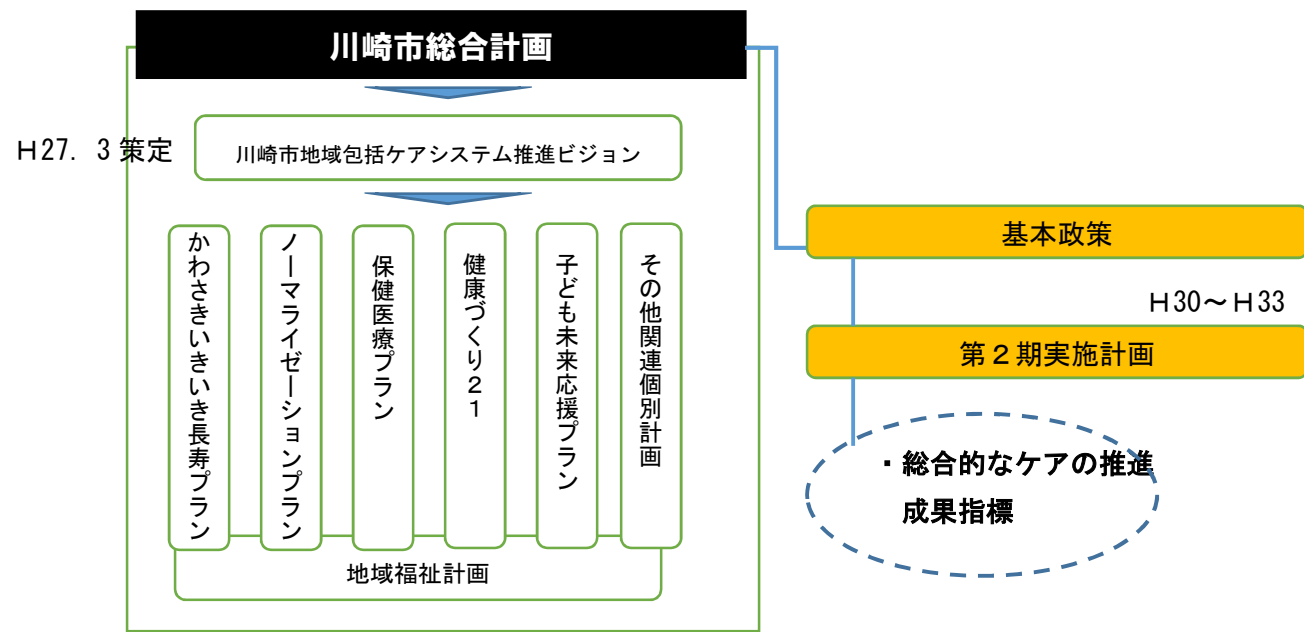 川崎市総合計画
H27. 3策定
川崎市地域包括ケアシステム推進ビジョン
かわさきいきいき長寿プラン
ノーマライゼーションプラン
保健医療プラン
健康づくり21
子ども未来応援プラン
その他関連個別計画
地域福祉計画
基本政策
H30～H33
第2期実施計画
・総合的なケアの推進
成果指標